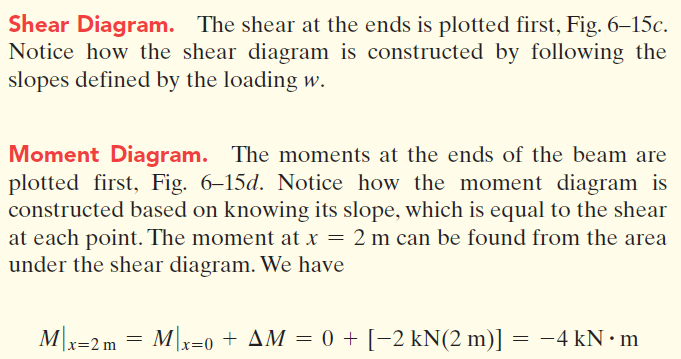 Shear Diagram. The shear at the ends is plotted first, Fig. 6–15c.
Notice how the shear diagram is constructed by following the
slopes defined by the loading w.
Moment Diagram. The moments at the ends of the beam are
plotted first, Fig. 6–15d. Notice how the moment diagram is
constructed based on knowing its slope, which is equal to the shear
at each point. The moment at x = 2 m can be found from the area
under the shear diagram. We have
M|x=2 m = M|x=0 + ΔM = 0 + [−2 kN(2 m)] = −4 kN · m